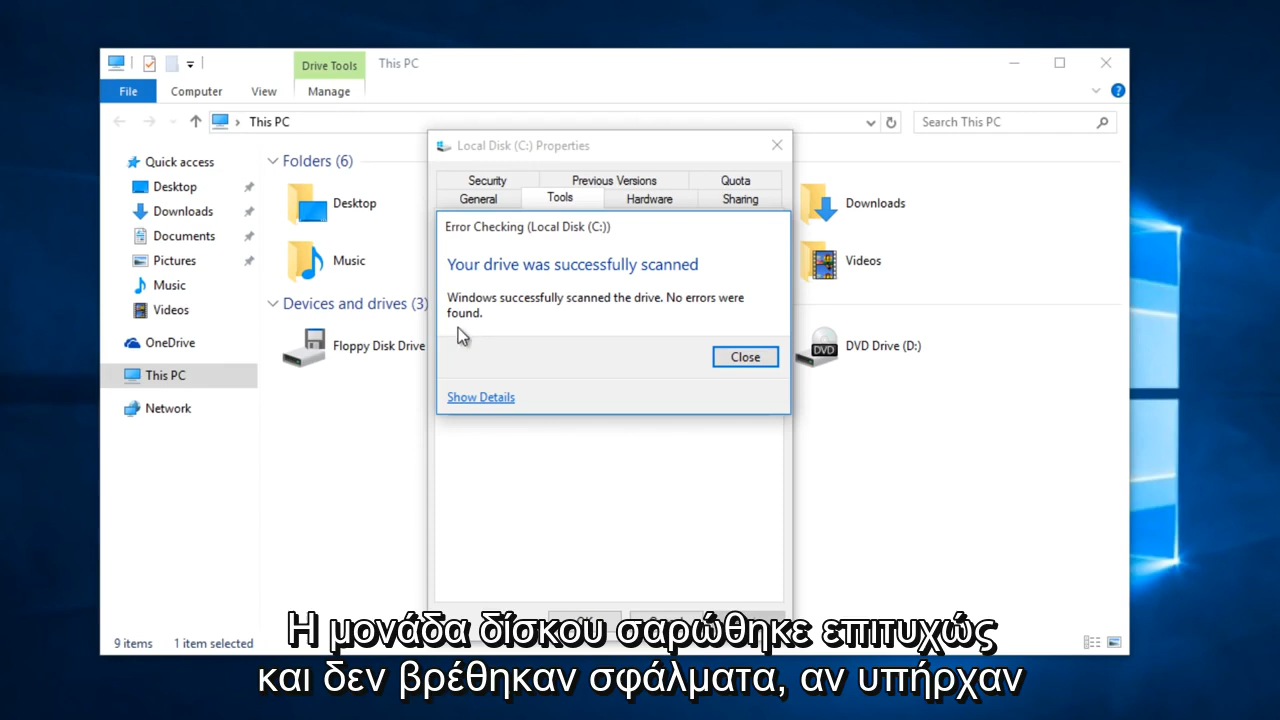 Drive Tools
This PC
File
Computer
View
Manage
This PC
Search This PC
Quick access
Desktop
Downloads
Documents
Pictures
Music
Videos
OneDrive
This PC
Network
Folders (6)
Desktop
Music
Devices and drives (3)
Floppy Disk Drive
Downloads
Videos
DVD
DVD Drive (D:)
Local Disk (C:) Properties
Security
Previous Versions
Quota
General
Tools
Hardware
Sharing
Error Checking (Local Disk (C:))
Your drive was successfully scanned
Windows successfully scanned the drive. No errors were
found.
Close
Show Details
9 items
1 item selected
Η μονάδα δίσκου σαρώθηκε επιτυχώς
και δεν βρέθηκαν σφάλματα, αν υπήρχαν